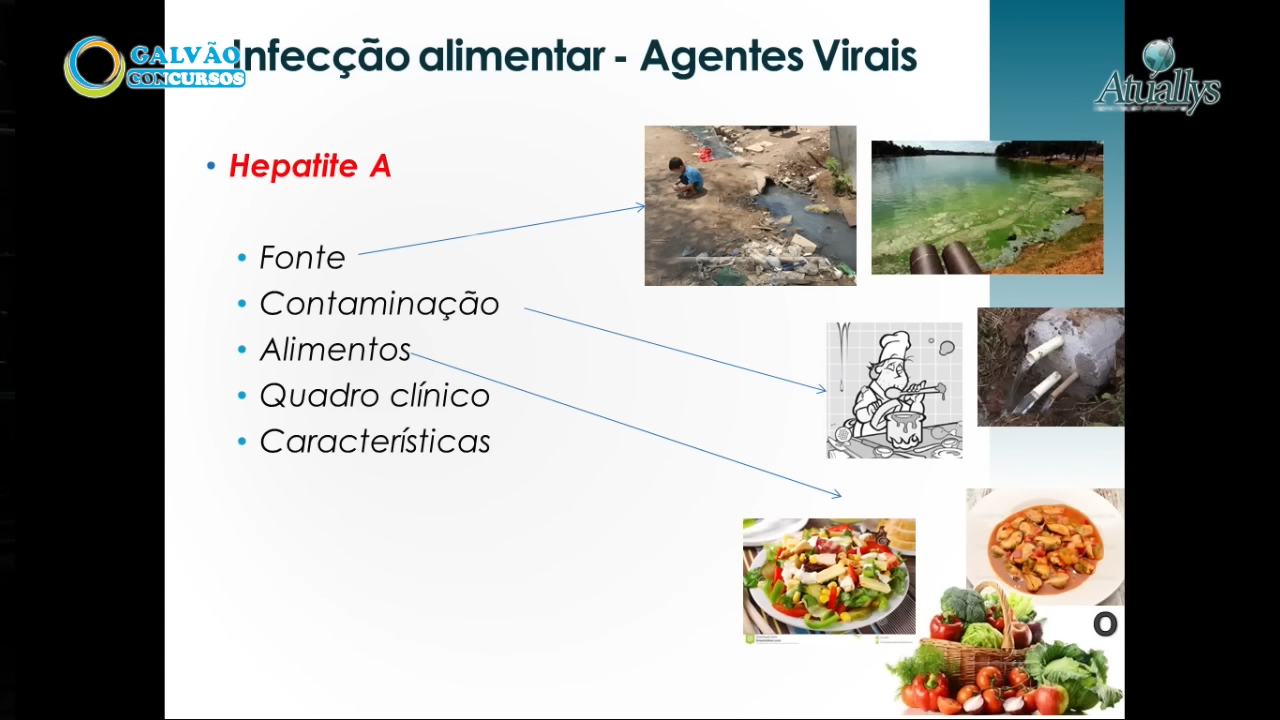 GALVÃO
CONCURSOS
Infecção alimentar - Agentes Virais
Atuallys
Hepatite A
Fonte
Contaminação
Alimentos
Quadro clínico
Características
O